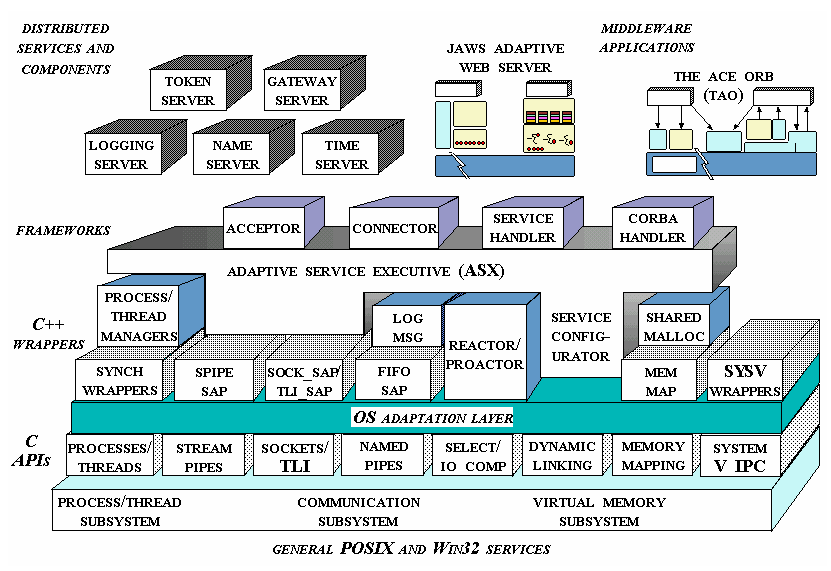 DISTRIBUTED
SERVICES AND
COMPONENTS
JAWS ADAPTIVE
WEB SERVER
MIDDLEWARE
APPLICATIONS
THE ACE ORB
(TAO)
TOKEN
SERVER
GATEWAY
SERVER
LOGGING
SERVER
NAME
SERVER
TIME
SERVER
FRAMEWORKS
ACCEPTOR
CONNECTOR
SERVICE
HANDLER
CORBA
HANDLER
ADAPTIVE SERVICE EXECUTIVE (ASX)
C++
WRAPPERS
PROCESS/
THREAD
MANAGERS
LOG
MSG
REACTOR/
PROACTOR
SERVICE
CONFIG-
URATOR
SHARED
MALLOC
SYNCH
WRAPPERS
SPIPE
SAP
SOCK_SAP/
TLI_SAP
FIFO
SAP
MEM
MAP
SYSV
WRAPPERS
OS ADAPTATION LAYER
C
APIS
PROCESSES/
THREADS
STREAM
PIPES
SOCKETS/
TLI
NAMED
PIPES
SELECT/
IO COMP
DYNAMIC
LINKING
MEMORY
MAPPING
SYSTEM
V IPC
PROCESS/THREAD
SUBSYSTEM
COMMUNICATION
SUBSYSTEM
VIRTUAL MEMORY
SUBSYSTEM
GENERAL POSIX AND WIN32 SERVICES